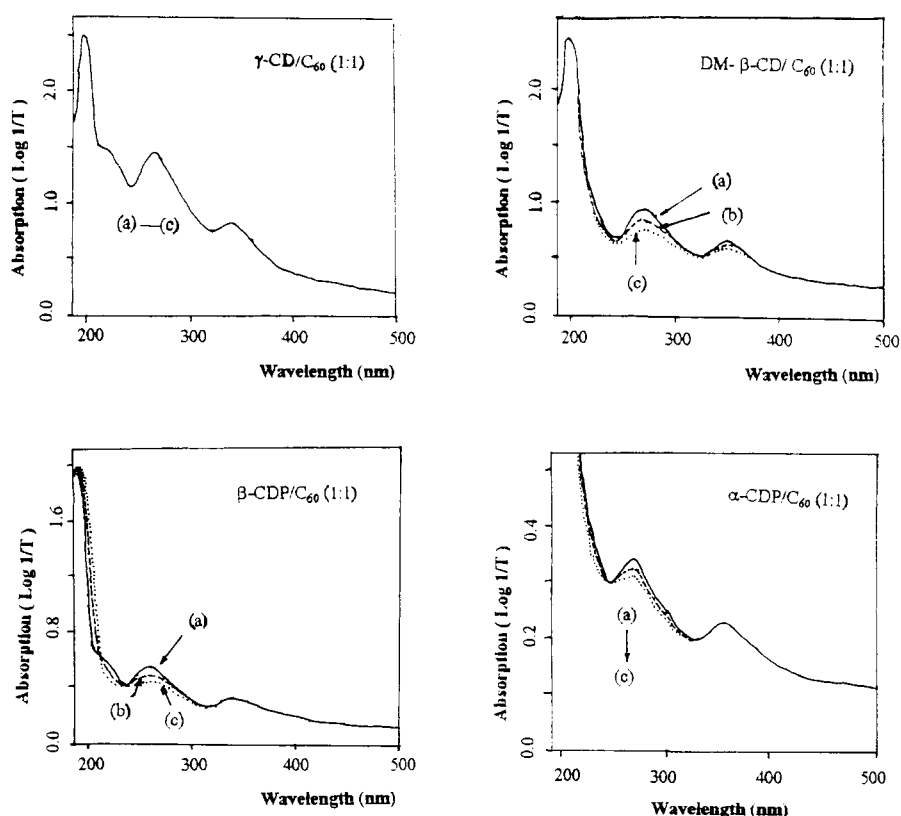 γ-CD/C60 (1:1)
Absorption ( Log 1/T )
2.0
1.0
0.0
(a) — (c)
200 300 400 500
Wavelength (nm)
DM- β-CD/ C60 (1:1)
Absorption ( Log 1/T )
2.0
1.0
0.0
(a)
(b)
(c)
200 300 400 500
Wavelength (nm)
β-CDP/C60 (1:1)
Absorption ( Log 1/T )
1.6
0.8
0.0
(a)
(b) (c)
200 300 400 500
Wavelength (nm)
α-CDP/C60 (1:1)
Absorption ( Log 1/T )
0.4
0.2
0.0
(a)
(c)
200 300 400 500
Wavelength (nm)